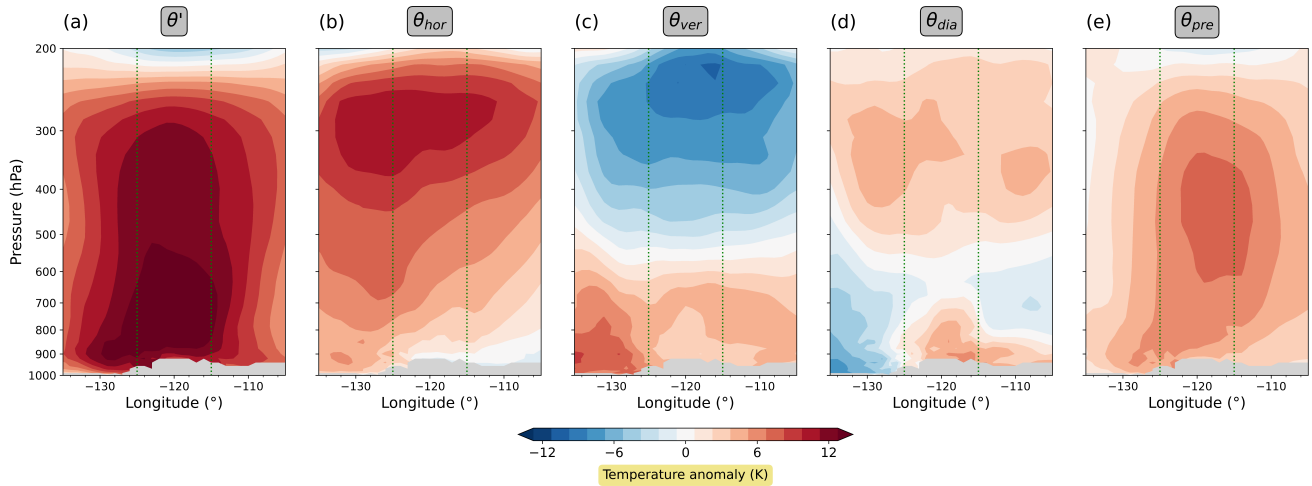 (a) θ' (b) θhor (c) θver (d) θdia (e) θpre
200
300
400
500
600
700
800
900
1000
Pressure (hPa)
−130 −120 −110 −130 −120 −110 −130 −120 −110 −130 −120 −110 −130 −120 −110
Longitude (°) Longitude (°) Longitude (°) Longitude (°) Longitude (°)
−12 −6 0 6 12
Temperature anomaly (K)